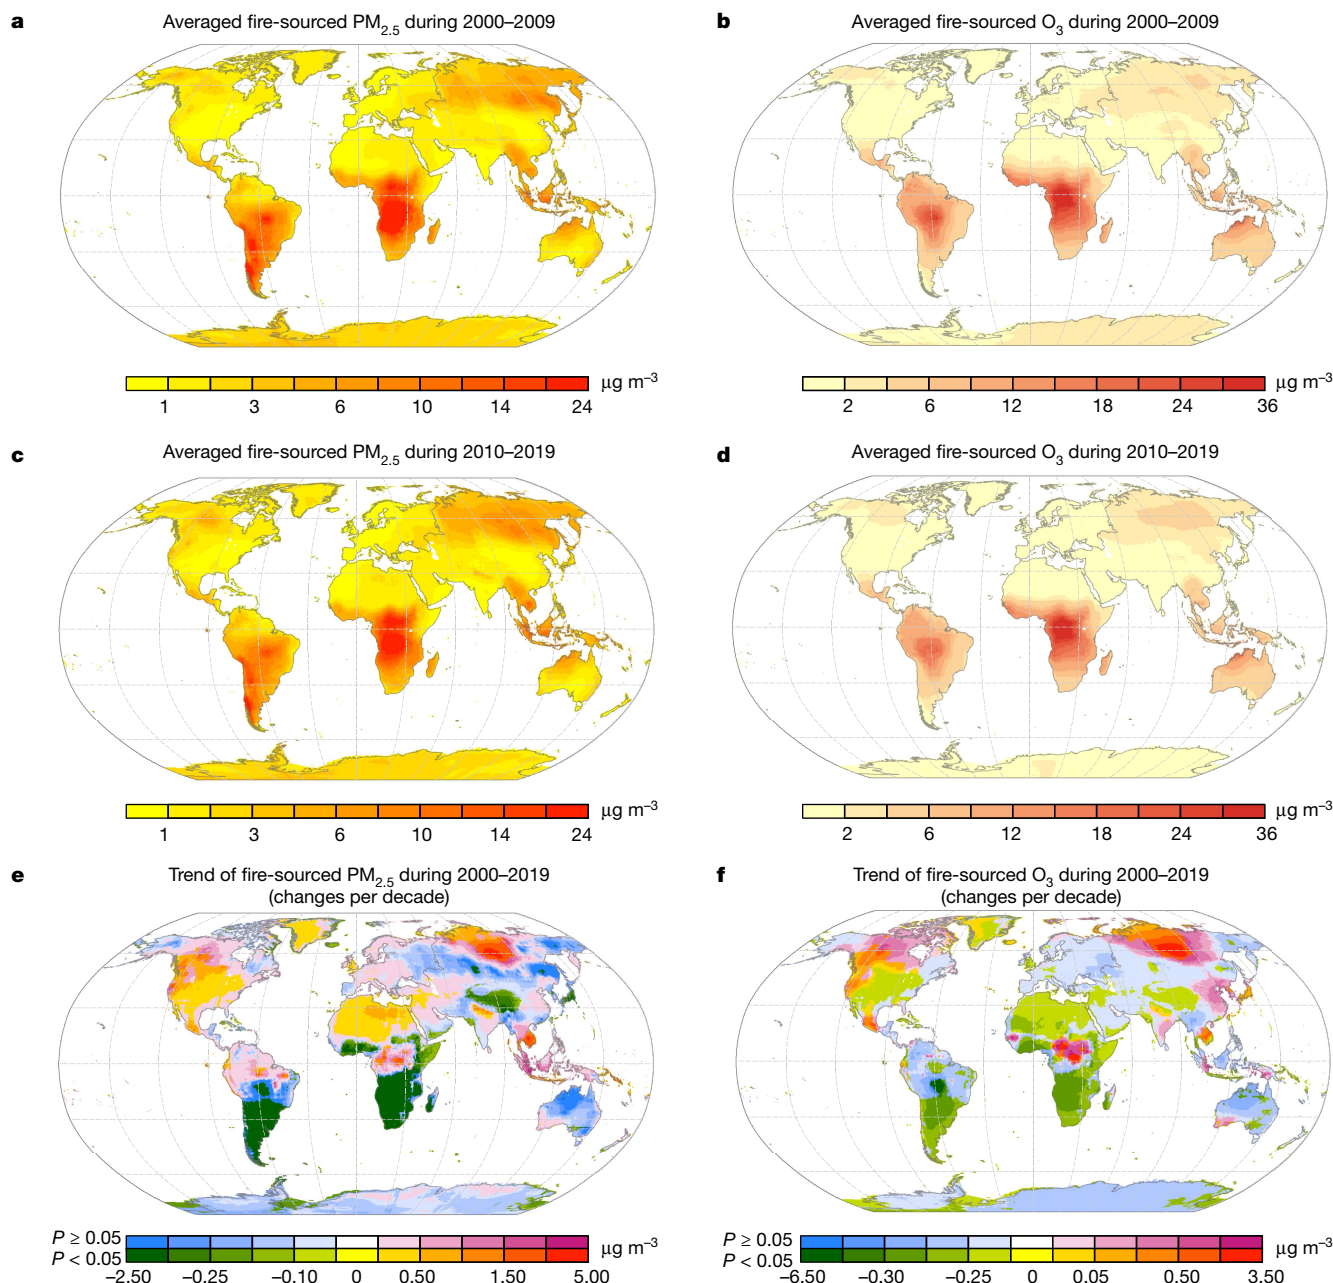 a Averaged fire-sourced PM2.5 during 2000–2009
b Averaged fire-sourced O3 during 2000–2009
1 3 6 10 14 24 μg m−3
2 6 12 18 24 36 μg m−3
c Averaged fire-sourced PM2.5 during 2010–2019
d Averaged fire-sourced O3 during 2010–2019
1 3 6 10 14 24 μg m−3
2 6 12 18 24 36 μg m−3
e Trend of fire-sourced PM2.5 during 2000–2019
(changes per decade)
f Trend of fire-sourced O3 during 2000–2019
(changes per decade)
P ≥ 0.05
P < 0.05
μg m−3
−2.50 −0.25 −0.10 0 0.50 1.50 5.00
P ≥ 0.05
P < 0.05
μg m−3
−6.50 −0.30 −0.25 0 0.05 0.50 3.50